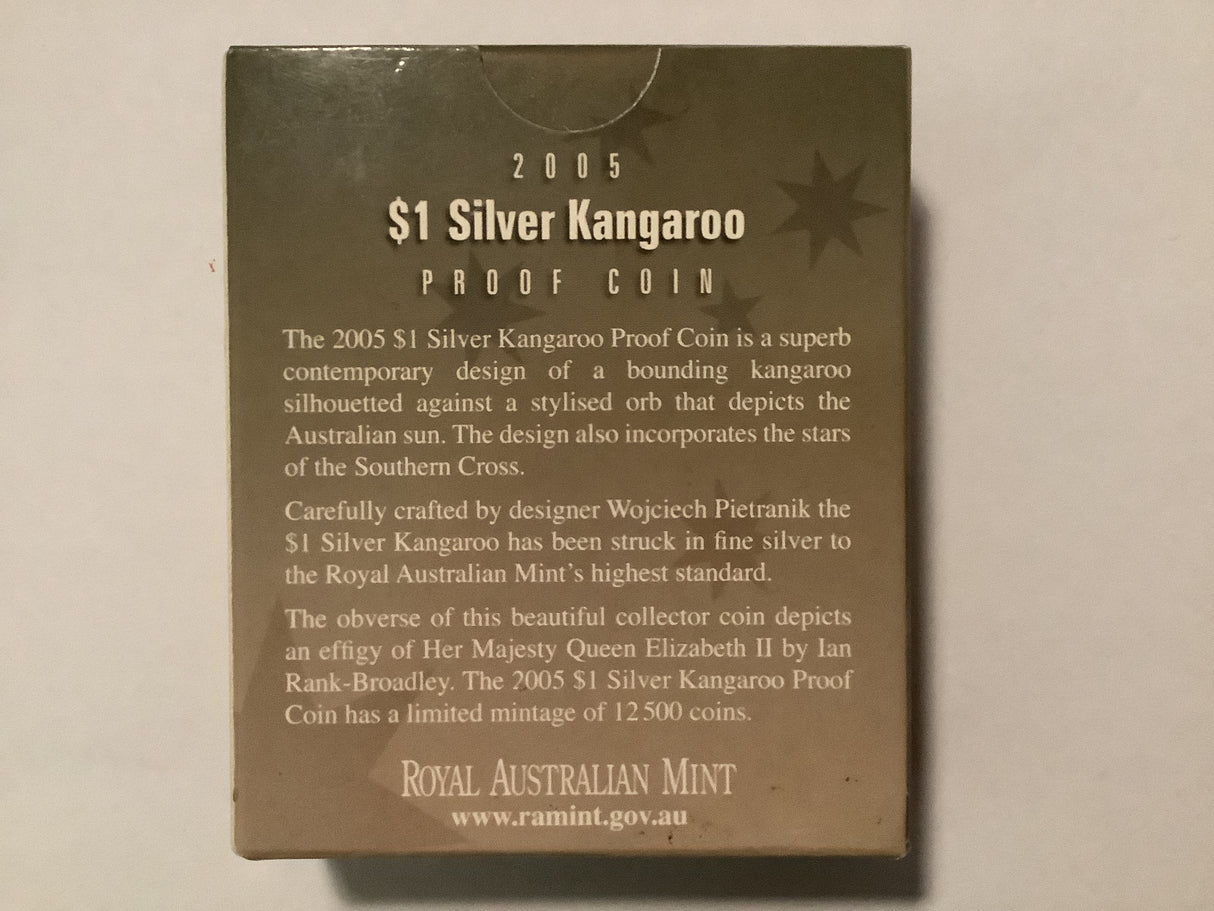 2005
$1 Silver Kangaroo
PROOF COIN
The 2005 $1 Silver Kangaroo Proof Coin is a superb
contemporary design of a bounding kangaroo
silhouetted against a stylised orb that depicts the
Australian sun. The design also incorporates the stars
of the Southern Cross.
Carefully crafted by designer Wojciech Pietranik the
$1 Silver Kangaroo has been struck in fine silver to
the Royal Australian Mint's highest standard.
The obverse of this beautiful collector coin depicts
an effigy of Her Majesty Queen Elizabeth II by Ian
Rank-Broadley. The 2005 $1 Silver Kangaroo Proof
Coin has a limited mintage of 12 500 coins.
ROYAL AUSTRALIAN MINT
www.ramint.gov.au